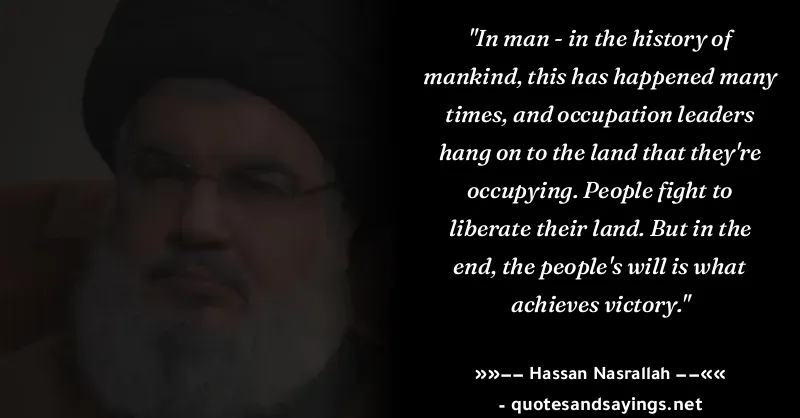 "In man - in the history of
mankind, this has happened many
times, and occupation leaders
hang on to the land that they're
occupying. People fight to
liberate their land. But in the
end, the people's will is what
achieves victory."
»»–– Hassan Nasrallah ––««
- quotesandsayings.net